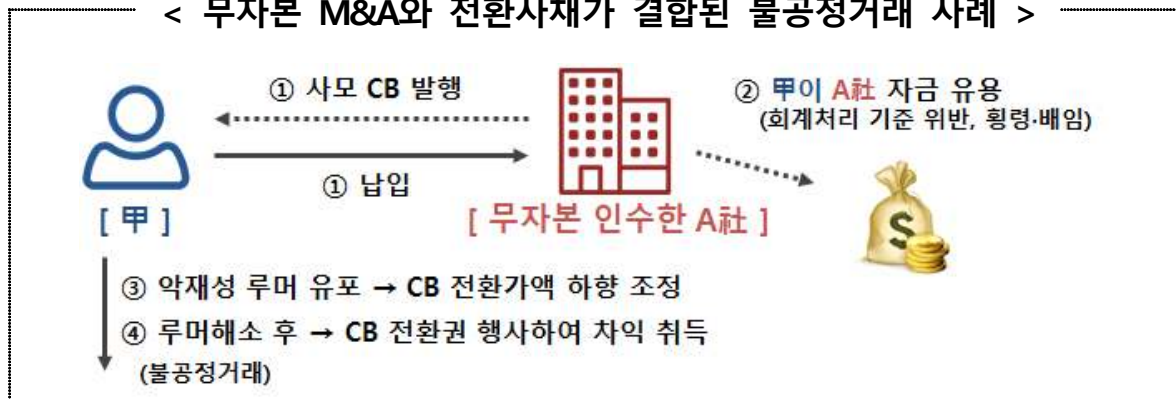 < 무자본 M&A와 전환사채가 결합된 불공정거래 사례 >
① 사모 CB 발행
② 甲이 A社 자금 유용
(회계처리 기준 위반, 횡령·배임)
① 납입
[ 甲 ]
[ 무자본 인수한 A社 ]
$
③ 악재성 루머 유포 → CB 전환가액 하향 조정
④ 루머해소 후 → CB 전환권 행사하여 차익 취득
(불공정거래)